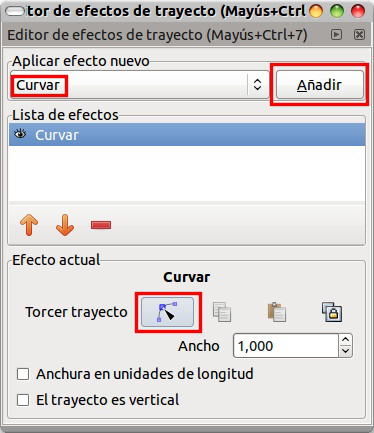 tor de efectos de trayecto (Mayús+Ctrl
Editor de efectos de trayecto (Mayús+Ctrl+7)
Aplicar efecto nuevo
Curvar
Añadir
Lista de efectos
Curvar
Efecto actual
Curvar
Torcer trayecto
Ancho 1,000
Anchura en unidades de longitud
El trayecto es vertical